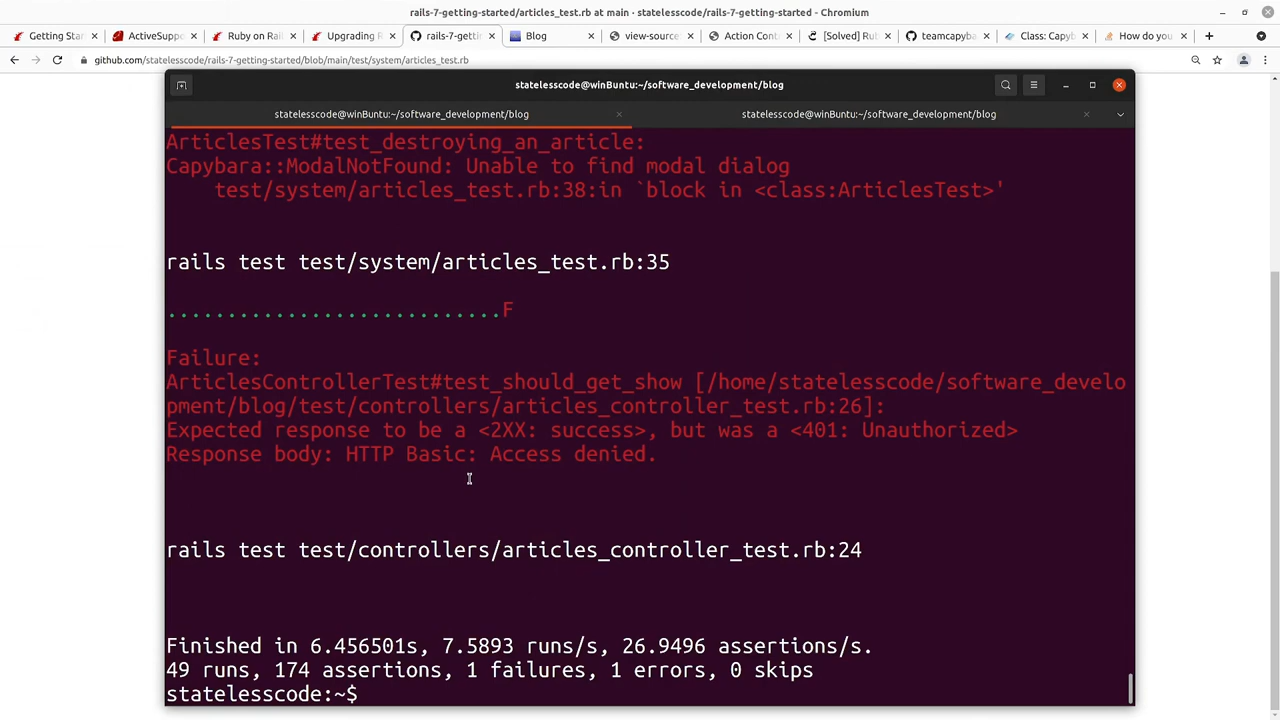 rails-7-getting-started/articles_test.rb at main · statelesscode/rails-7-getting-started - Chromium
Getting Sta
ActiveSuppo
Ruby on Rail
Upgrading R
rails-7-gettin
Blog
view-source:
Action Contr
[Solved] Rub
teamcapyba
Class: Capyb
How do you
github.com/statelesscode/rails-7-getting-started/blob/main/test/system/articles_test.rb
statelesscode@winBuntu:~/software_development/blog
statelesscode@winBuntu:~/software_development/blog
statelesscode@winBuntu:~/software_development/blog
ArticlesTest#test_destroying_an_article:
Capybara::ModalNotFound: Unable to find modal dialog
test/system/articles_test.rb:38:in `block in <class:ArticlesTest>'
rails test test/system/articles_test.rb:35
............................F
Failure:
ArticlesControllerTest#test_should_get_show [/home/statelesscode/software_develo
pment/blog/test/controllers/articles_controller_test.rb:26]:
Expected response to be a <2XX: success>, but was a <401: Unauthorized>
Response body: HTTP Basic: Access denied.
rails test test/controllers/articles_controller_test.rb:24
Finished in 6.456501s, 7.5893 runs/s, 26.9496 assertions/s.
49 runs, 174 assertions, 1 failures, 1 errors, 0 skips
statelesscode:~$